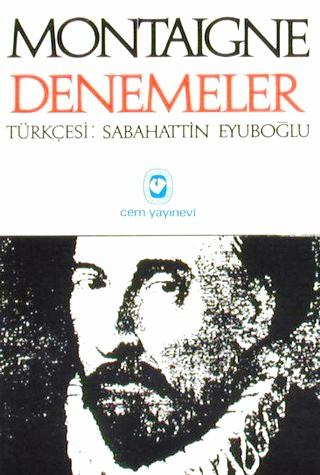 MONTAIGNE
DENEMELER
TÜRKÇESİ: SABAHATTİN EYUBOĞLU
cem yayınevi